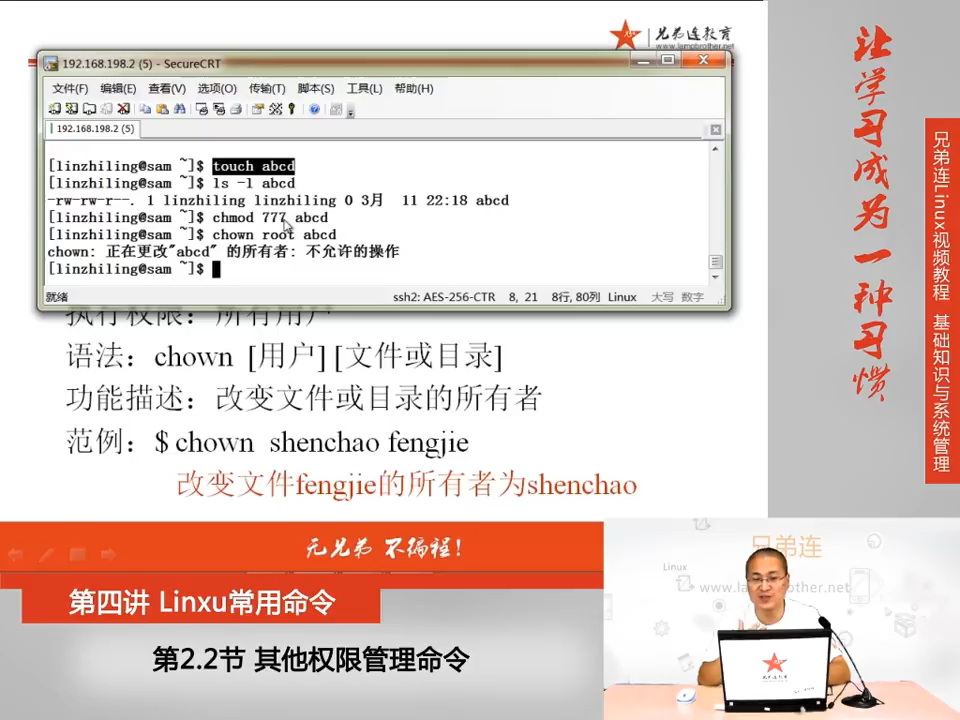 兄弟连教育
www.lampbrother.net
192.168.198.2 (5) - SecureCRT
文件(F) 编辑(E) 查看(V) 选项(O) 传输(T) 脚本(S) 工具(L) 帮助(H)
192.168.198.2 (5)
[linzhiling@sam ~]$ touch abcd
[linzhiling@sam ~]$ ls -l abcd
-rw-rw-r--. 1 linzhiling linzhiling 0 3月 11 22:18 abcd
[linzhiling@sam ~]$ chmod 777 abcd
[linzhiling@sam ~]$ chown root abcd
chown: 正在更改"abcd" 的所有者: 不允许的操作
[linzhiling@sam ~]$
就绪 ssh2: AES-256-CTR 8, 21 8行, 80列 Linux 大写 数字
执行权限：所有用户
语法：chown [用户] [文件或目录]
功能描述：改变文件或目录的所有者
范例：$ chown shenchao fengjie
改变文件fengjie的所有者为shenchao
无兄弟 不编程！
第四讲 Linxu常用命令
第2.2节 其他权限管理命令
让学习成为一种习惯
兄弟连Linux视频教程 基础知识与系统管理
兄弟连
Linux
www.lampbrother.net